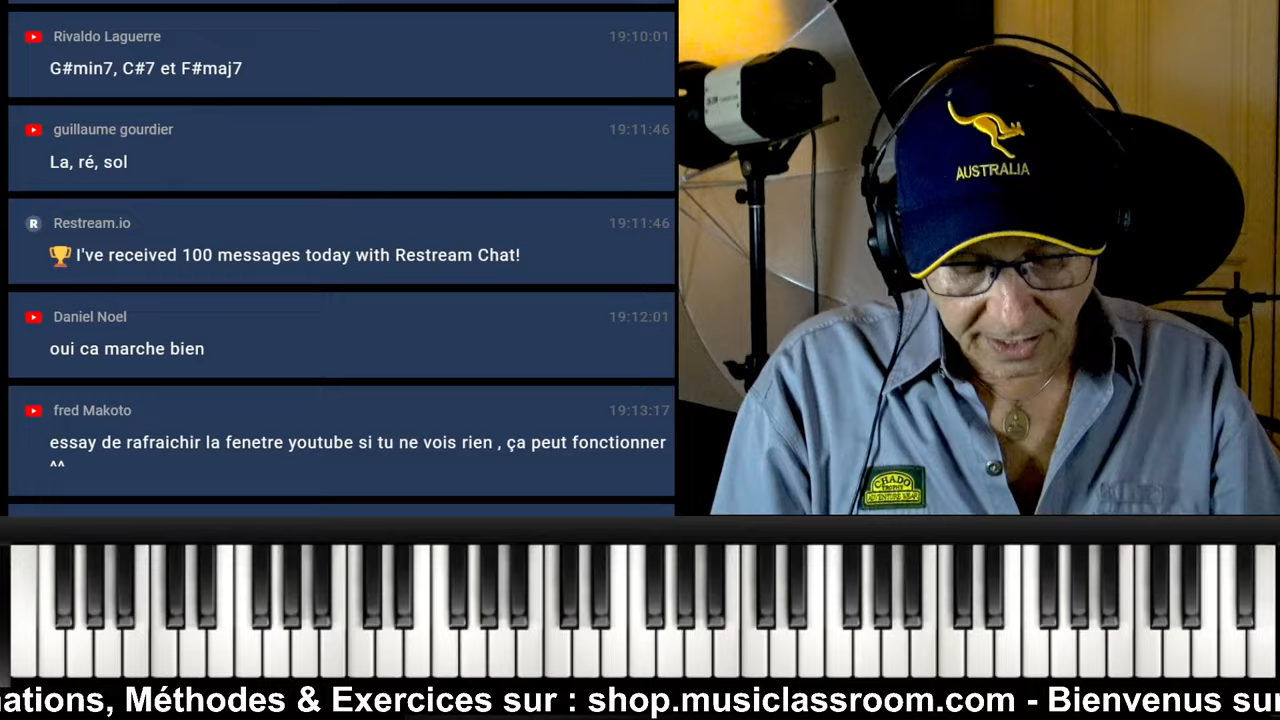 Rivaldo Laguerre 19:10:01
G#min7, C#7 et F#maj7
guillaume gourdier 19:11:46
La, ré, sol
R Restream.io 19:11:46
🏆 I've received 100 messages today with Restream Chat!
Daniel Noel 19:12:01
oui ca marche bien
fred Makoto 19:13:17
essay de rafraichir la fenetre youtube si tu ne vois rien , ça peut fonctionner
^^
AUSTRALIA
CHADO
ations, Méthodes & Exercices sur : shop.musiclassroom.com - Bienvenus sur